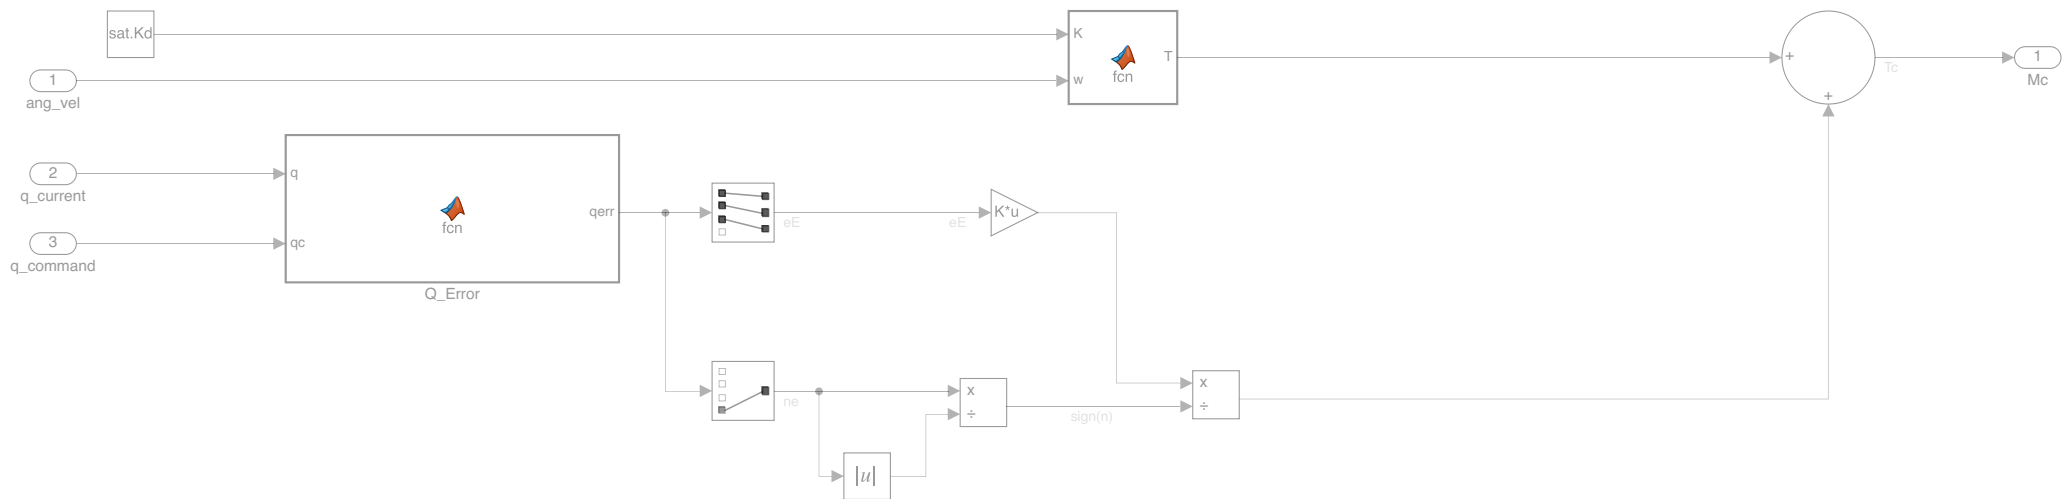 sat.Kd
1
ang_vel
K
w
fcn
T
+
+
Tc
1
Mc
2
q_current
3
q_command
q
qc
fcn
qerr
Q_Error
eE
eE
K*u
ne
x
÷
|u|
sign(n)
x
÷